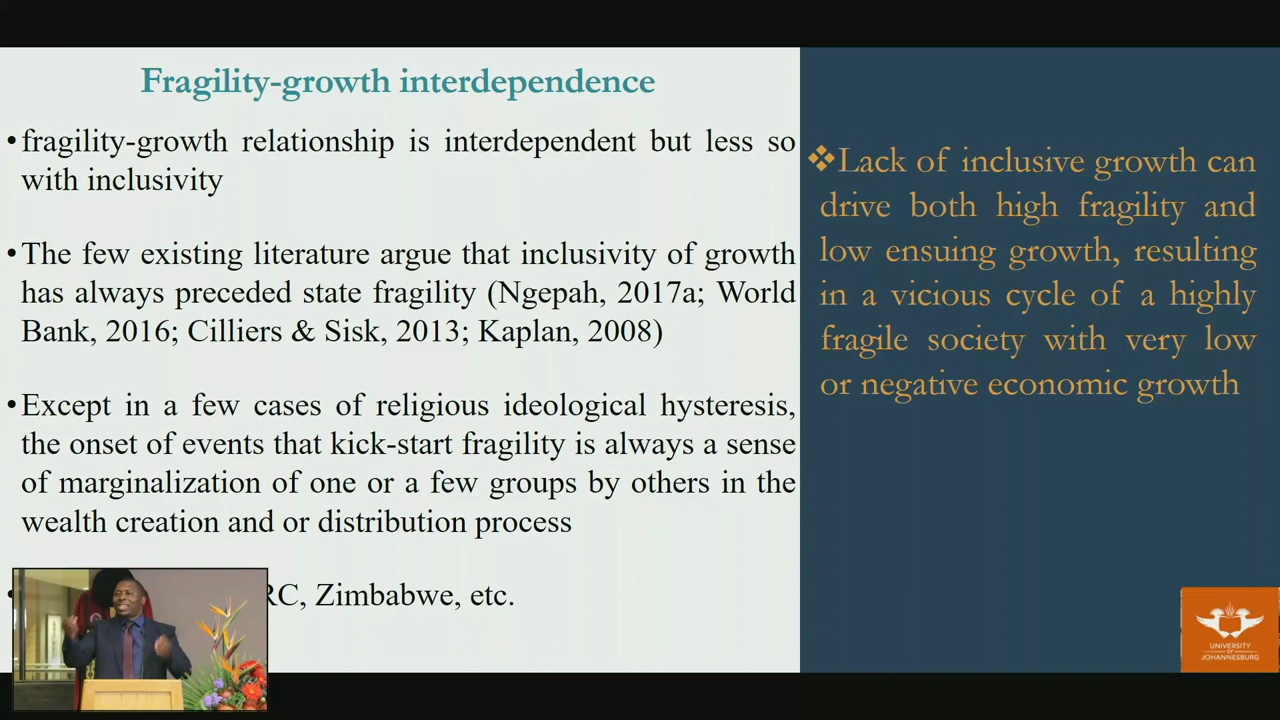 Fragility-growth interdependence
•fragility-growth relationship is interdependent but less so
with inclusivity
•The few existing literature argue that inclusivity of growth
has always preceded state fragility (Ngepah, 2017a; World
Bank, 2016; Cilliers & Sisk, 2013; Kaplan, 2008)
•Except in a few cases of religious ideological hysteresis,
the onset of events that kick-start fragility is always a sense
of marginalization of one or a few groups by others in the
wealth creation and or distribution process
RC, Zimbabwe, etc.
❖Lack of inclusive growth can
drive both high fragility and
low ensuing growth, resulting
in a vicious cycle of a highly
fragile society with very low
or negative economic growth
UNIVERSITY
OF
JOHANNESBURG